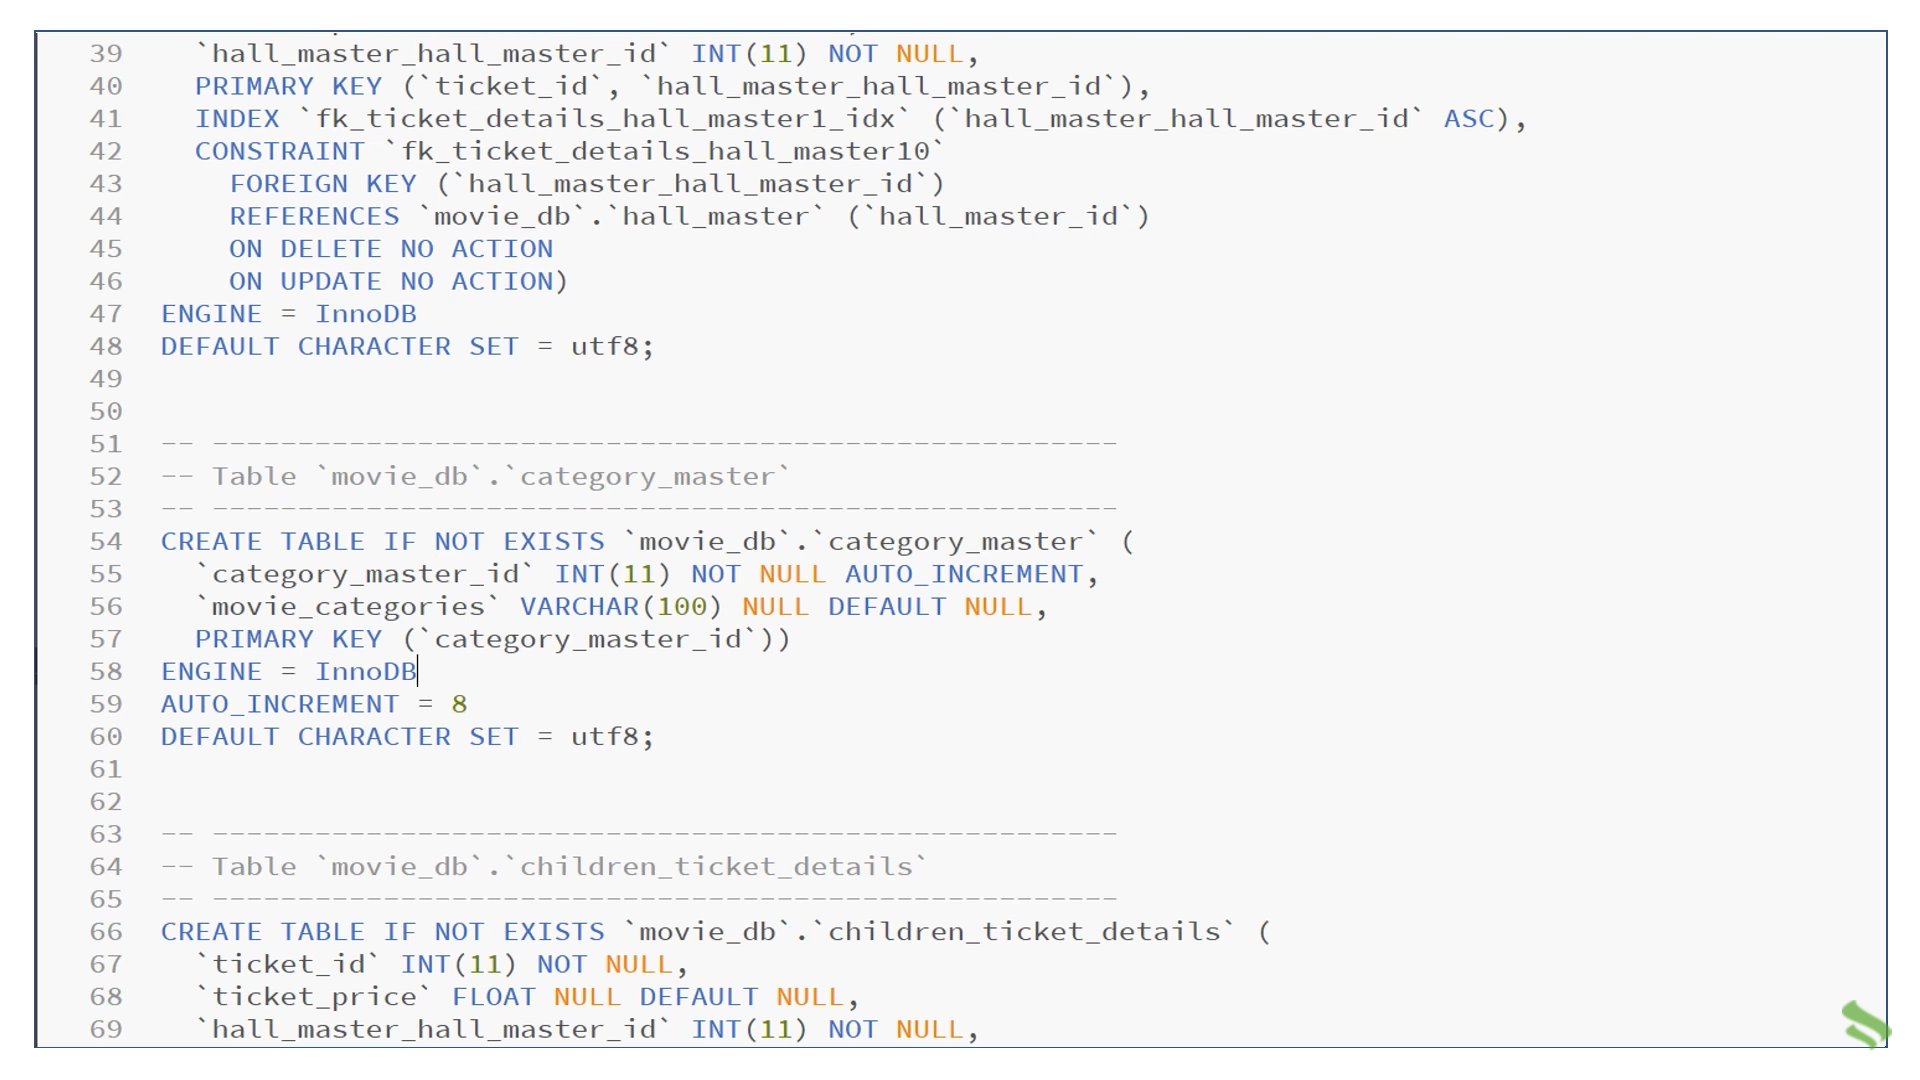 39 `hall_master_hall_master_id` INT(11) NOT NULL,
40 PRIMARY KEY (`ticket_id`, `hall_master_hall_master_id`),
41 INDEX `fk_ticket_details_hall_master1_idx` (`hall_master_hall_master_id` ASC),
42 CONSTRAINT `fk_ticket_details_hall_master10`
43 FOREIGN KEY (`hall_master_hall_master_id`)
44 REFERENCES `movie_db`.`hall_master` (`hall_master_id`)
45 ON DELETE NO ACTION
46 ON UPDATE NO ACTION)
47 ENGINE = InnoDB
48 DEFAULT CHARACTER SET = utf8;
49
50
51 -- -----------------------------------------------------
52 -- Table `movie_db`.`category_master`
53 -- -----------------------------------------------------
54 CREATE TABLE IF NOT EXISTS `movie_db`.`category_master` (
55 `category_master_id` INT(11) NOT NULL AUTO_INCREMENT,
56 `movie_categories` VARCHAR(100) NULL DEFAULT NULL,
57 PRIMARY KEY (`category_master_id`))
58 ENGINE = InnoDB
59 AUTO_INCREMENT = 8
60 DEFAULT CHARACTER SET = utf8;
61
62
63 -- -----------------------------------------------------
64 -- Table `movie_db`.`children_ticket_details`
65 -- -----------------------------------------------------
66 CREATE TABLE IF NOT EXISTS `movie_db`.`children_ticket_details` (
67 `ticket_id` INT(11) NOT NULL,
68 `ticket_price` FLOAT NULL DEFAULT NULL,
69 `hall_master_hall_master_id` INT(11) NOT NULL,